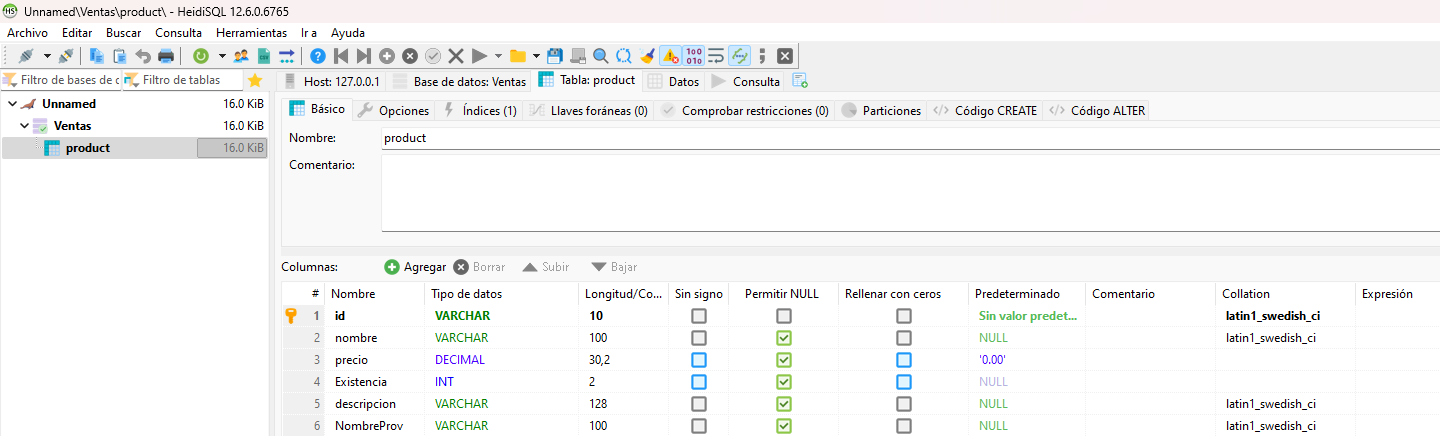 Unnamed\Ventas\product\ - HeidiSQL 12.6.0.6765
Archivo Editar Buscar Consulta Herramientas Ir a Ayuda
Filtro de bases de c Filtro de tablas Host: 127.0.0.1 Base de datos: Ventas Tabla: product Datos Consulta
Unnamed 16.0 KiB
Ventas 16.0 KiB
product 16.0 KiB
Básico Opciones Índices (1) Llaves foráneas (0) Comprobar restricciones (0) Particiones Código CREATE Código ALTER
Nombre: product
Comentario:
Columnas: Agregar Borrar Subir Bajar
# Nombre Tipo de datos Longitud/Co... Sin signo Permitir NULL Rellenar con ceros Predeterminado Comentario Collation Expresión
1 id VARCHAR 10 Sin valor predet... latin1_swedish_ci
2 nombre VARCHAR 100 NULL latin1_swedish_ci
3 precio DECIMAL 30,2 '0.00'
4 Existencia INT 2 NULL
5 descripcion VARCHAR 128 NULL latin1_swedish_ci
6 NombreProv VARCHAR 100 NULL latin1_swedish_ci